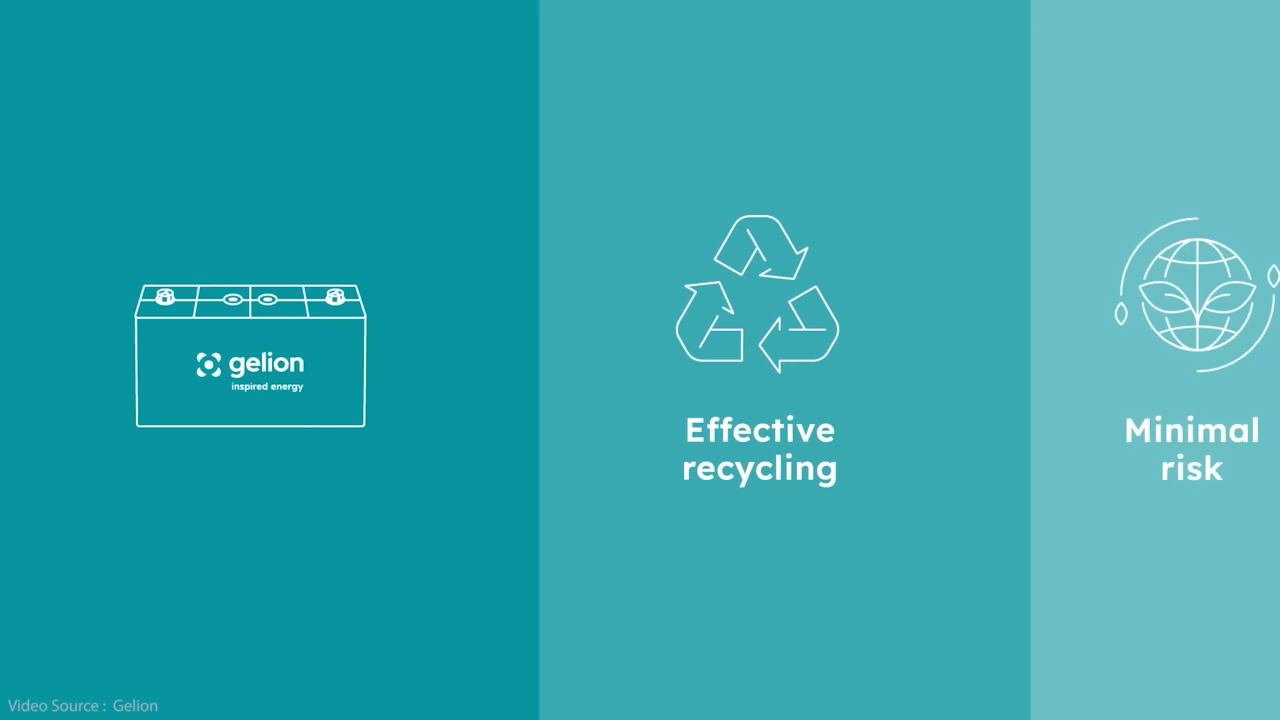 gelion
inspired energy
Effective
recycling
Minimal
risk
Video Source : Gelion